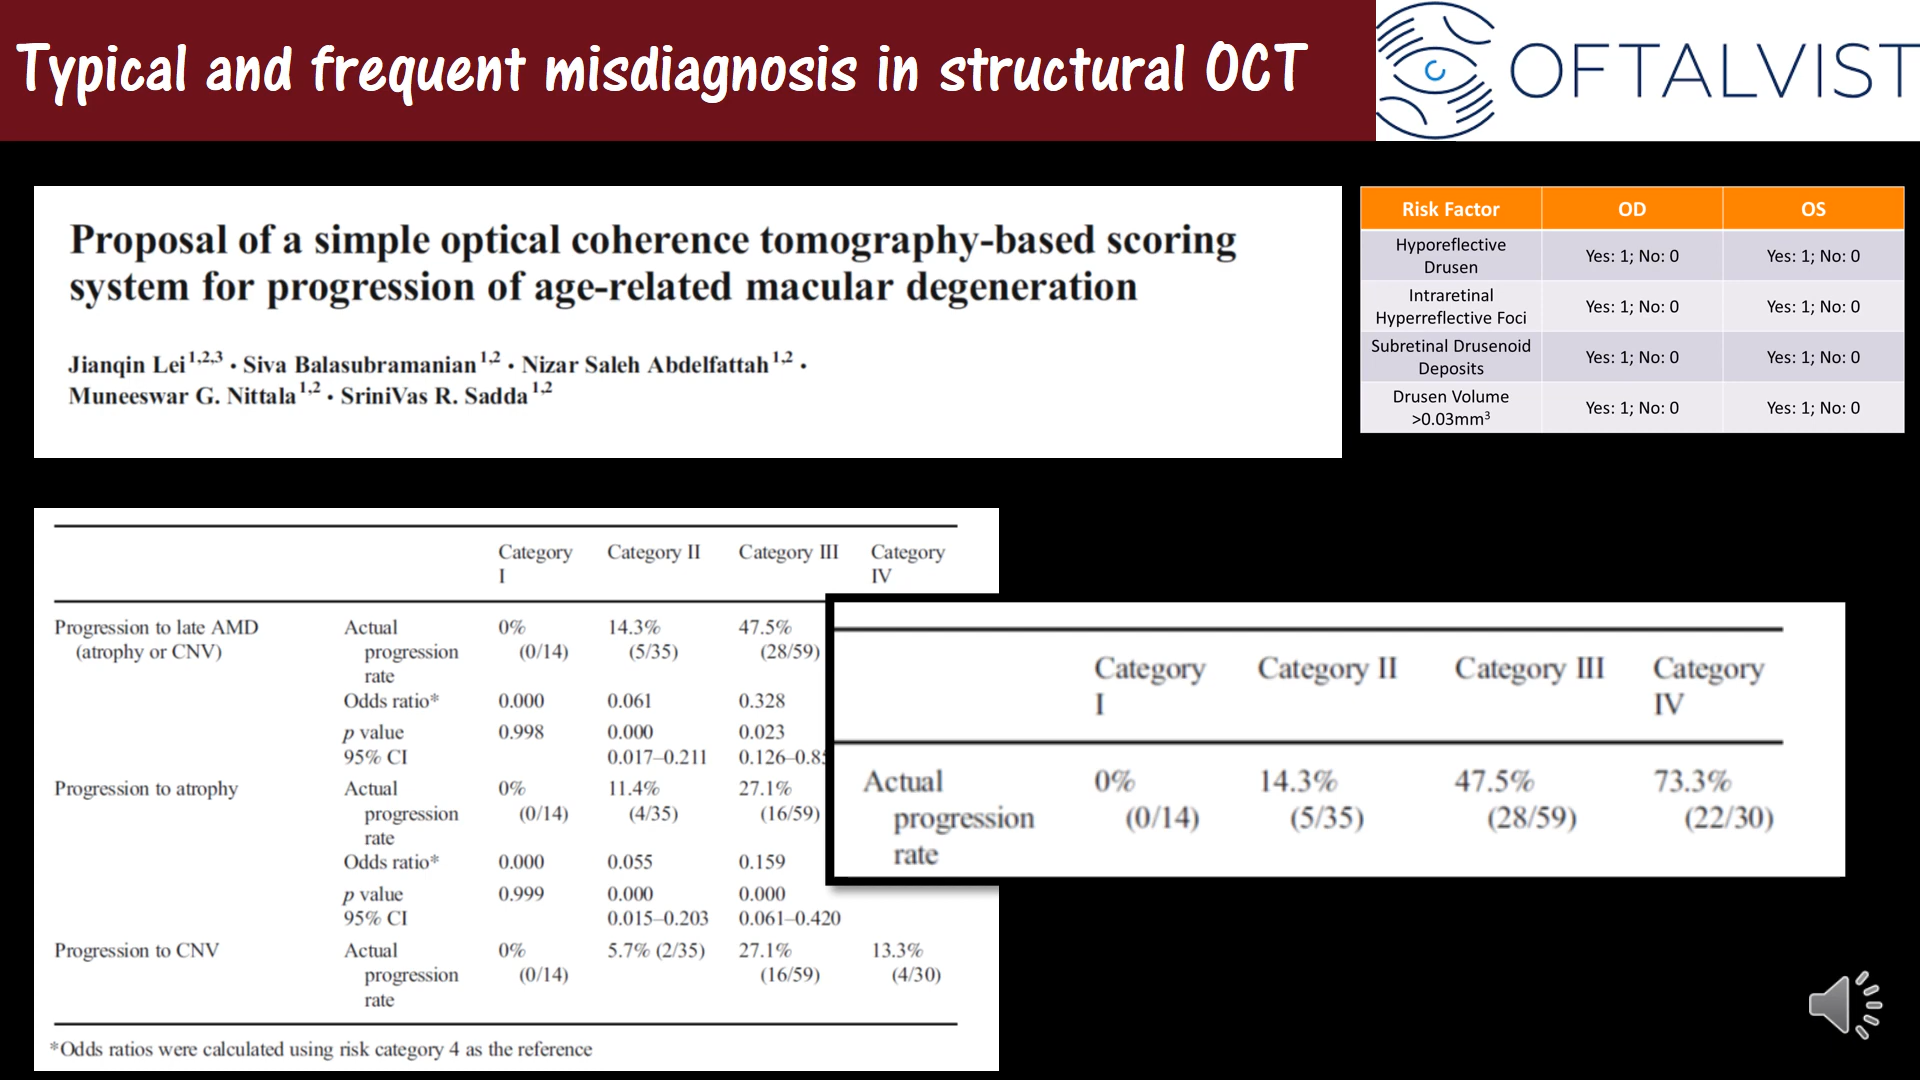 Typical and frequent misdiagnosis in structural OCT
OFTALVIST
Proposal of a simple optical coherence tomography-based scoring
system for progression of age-related macular degeneration
Jianqin Lei1,2,3 · Siva Balasubramanian1,2 · Nizar Saleh Abdelfattah1,2 ·
Muneeswar G. Nittala1,2 · SriniVas R. Sadda1,2
Risk Factor OD OS
Hyporeflective
Drusen Yes: 1; No: 0 Yes: 1; No: 0
Intraretinal
Hyperreflective Foci Yes: 1; No: 0 Yes: 1; No: 0
Subretinal Drusenoid
Deposits Yes: 1; No: 0 Yes: 1; No: 0
Drusen Volume
>0.03mm3 Yes: 1; No: 0 Yes: 1; No: 0
Category Category II Category III Category
I IV
Progression to late AMD Actual 0% 14.3% 47.5%
(atrophy or CNV) progression (0/14) (5/35) (28/59)
rate
Odds ratio* 0.000 0.061 0.328
p value 0.998 0.000 0.023
95% CI 0.017–0.211 0.126–0.8
Progression to atrophy Actual 0% 11.4% 27.1%
progression (0/14) (4/35) (16/59)
rate
Odds ratio* 0.000 0.055 0.159
p value 0.999 0.000 0.000
95% CI 0.015–0.203 0.061–0.420
Progression to CNV Actual 0% 5.7% (2/35) 27.1% 13.3%
progression (0/14) (16/59) (4/30)
rate
*Odds ratios were calculated using risk category 4 as the reference
Category Category II Category III Category
I IV
Actual 0% 14.3% 47.5% 73.3%
progression (0/14) (5/35) (28/59) (22/30)
rate